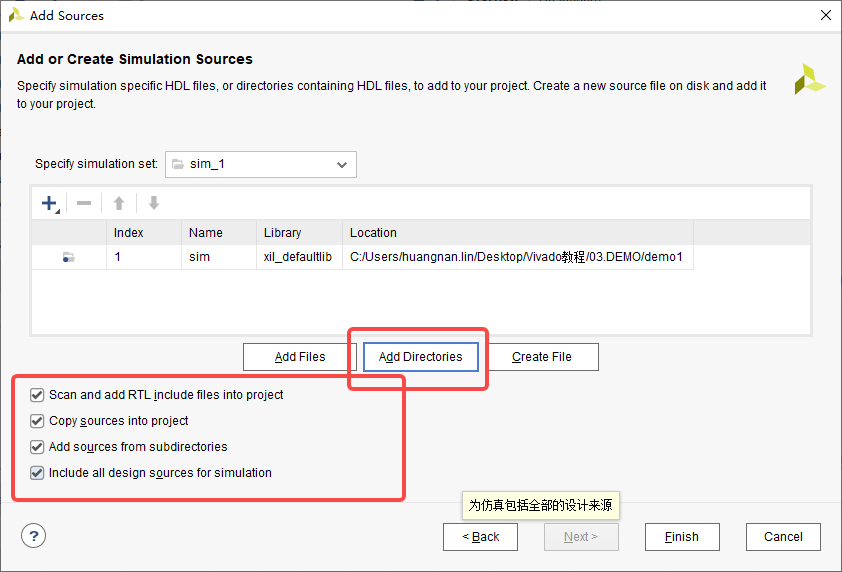 Add Sources
Add or Create Simulation Sources
Specify simulation specific HDL files, or directories containing HDL files, to add to your project. Create a new source file on disk and add it
to your project.
Specify simulation set: sim_1
Index Name Library Location
1 sim xil_defaultlib C:/Users/huangnan.lin/Desktop/Vivado教程/03.DEMO/demo1
Add Files Add Directories Create File
Scan and add RTL include files into project
Copy sources into project
Add sources from subdirectories
Include all design sources for simulation
为仿真包括全部的设计来源
? < Back Next > Finish Cancel